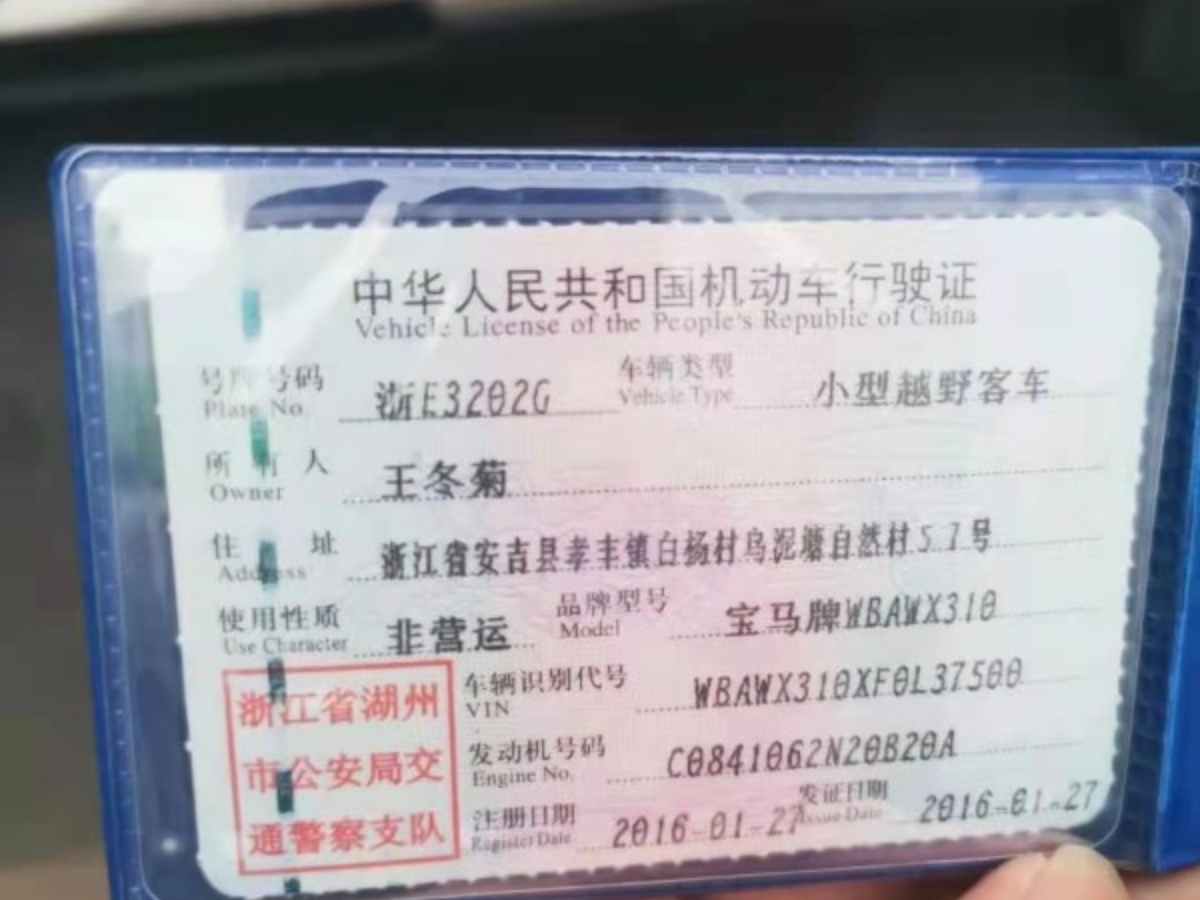 中华人民共和国机动车行驶证
Vehicle License of the People's Republic of China
号牌号码 浙E3202G 车辆类型 小型越野客车
Plate No. Vehicle Type
所有人 王冬菊
Owner
住址 浙江省安吉县孝丰镇白杨村乌泥塘自然村57号
Address
使用性质 非营运 品牌型号 宝马牌WBAWX310
Use Character Model
浙江省湖州
市公安局交
通警察支队
车辆识别代号 WBAWX310XF0L37500
VIN
发动机号码 C0841062N20B20A
Engine No.
注册日期 2016-01-27 发证日期 2016-01-27
Register Date Issue Date